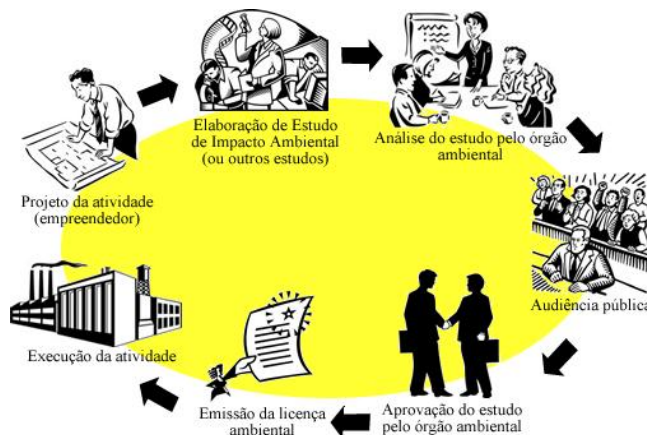 Elaboração de Estudo
de Impacto Ambiental
(ou outros estudos)
Análise do estudo pelo órgão
ambiental
Projeto da atividade
(empreendedor)
Audiência pública
Execução da atividade
Emissão da licença
ambiental
Aprovação do estudo
pelo órgão ambiental